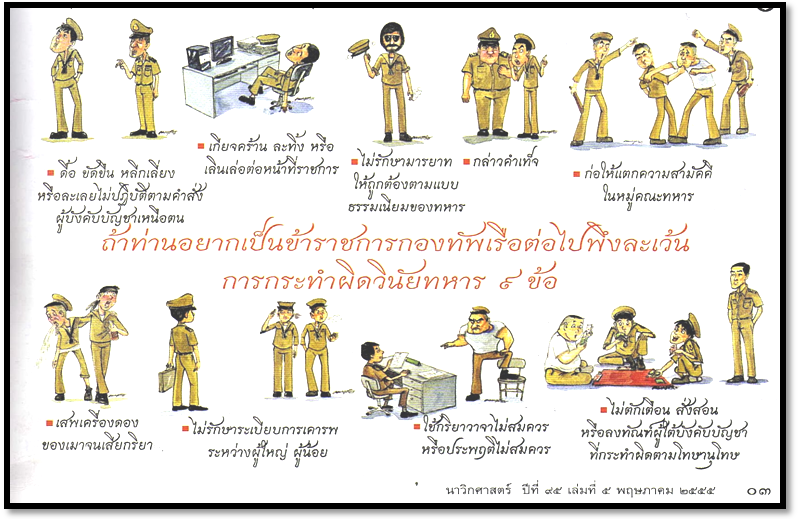 ดื้อ ขัดขืน หลีกเลี่ยง
หรือละเลยไม่ปฏิบัติตามคำสั่ง
ผู้บังคับบัญชาเหนือตน
เกียจคร้าน ละทิ้ง หรือ
เลินเล่อต่อหน้าที่ราชการ
ไม่รักษามารยาท
ให้ถูกต้องตามแบบ
ธรรมเนียมของทหาร
กล่าวคำเท็จ
ก่อให้แตกความสามัคคี
ในหมู่คณะทหาร
ถ้าท่านอยากเป็นข้าราชการกองทัพเรือต่อไปพึงละเว้น
การกระทำผิดวินัยทหาร ๙ ข้อ
เสพเครื่องดอง
ของเมาจนเสียกิริยา
ไม่รักษาระเบียบการเคารพ
ระหว่างผู้ใหญ่ ผู้น้อย
ใช้กริยาวาจาไม่สมควร
หรือประพฤติไม่สมควร
ไม่ตักเตือน สั่งสอน
หรือลงทัณฑ์ผู้ใต้บังคับบัญชา
ที่กระทำผิดตามโทษานุโทษ
นาวิกศาสตร์ ปีที่ ๙๕ เล่มที่ ๕ พฤษภาคม ๒๕๕๕
๐๓